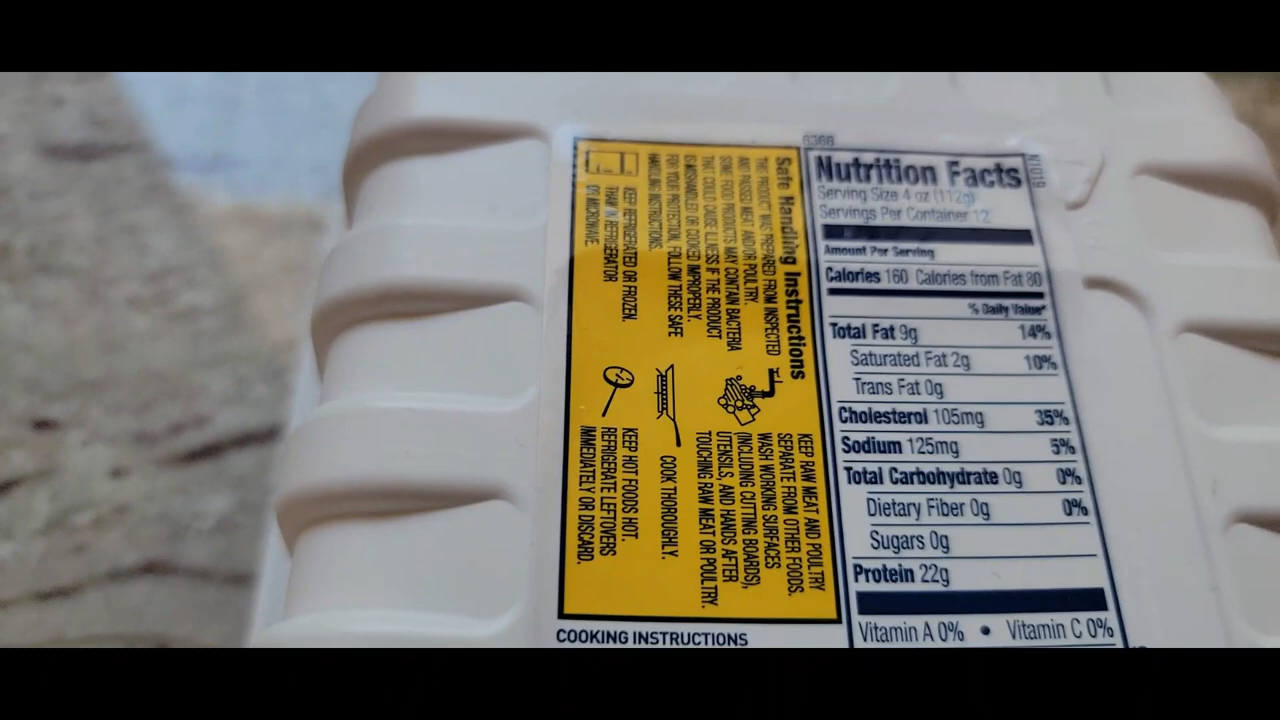 6368
N1019
Safe Handling Instructions
THIS PRODUCT WAS PREPARED FROM INSPECTED
AND PASSED MEAT AND/OR POULTRY.
SOME FOOD PRODUCTS MAY CONTAIN BACTERIA
THAT COULD CAUSE ILLNESS IF THE PRODUCT
IS MISHANDLED OR COOKED IMPROPERLY.
FOR YOUR PROTECTION, FOLLOW THESE SAFE
HANDLING INSTRUCTIONS.
KEEP REFRIGERATED OR FROZEN.
THAW IN REFRIGERATOR
OR MICROWAVE.
KEEP RAW MEAT AND POULTRY
SEPARATE FROM OTHER FOODS.
WASH WORKING SURFACES
(INCLUDING CUTTING BOARDS),
UTENSILS, AND HANDS AFTER
TOUCHING RAW MEAT OR POULTRY.
COOK THOROUGHLY.
KEEP HOT FOODS HOT.
REFRIGERATE LEFTOVERS
IMMEDIATELY OR DISCARD.
COOKING INSTRUCTIONS
Nutrition Facts
Serving Size 4 oz (112g)
Servings Per Container 12
Amount Per Serving
Calories 160 Calories from Fat 80
% Daily Value*
Total Fat 9g 14%
Saturated Fat 2g 10%
Trans Fat 0g
Cholesterol 105mg 35%
Sodium 125mg 5%
Total Carbohydrate 0g 0%
Dietary Fiber 0g 0%
Sugars 0g
Protein 22g
Vitamin A 0% • Vitamin C 0%